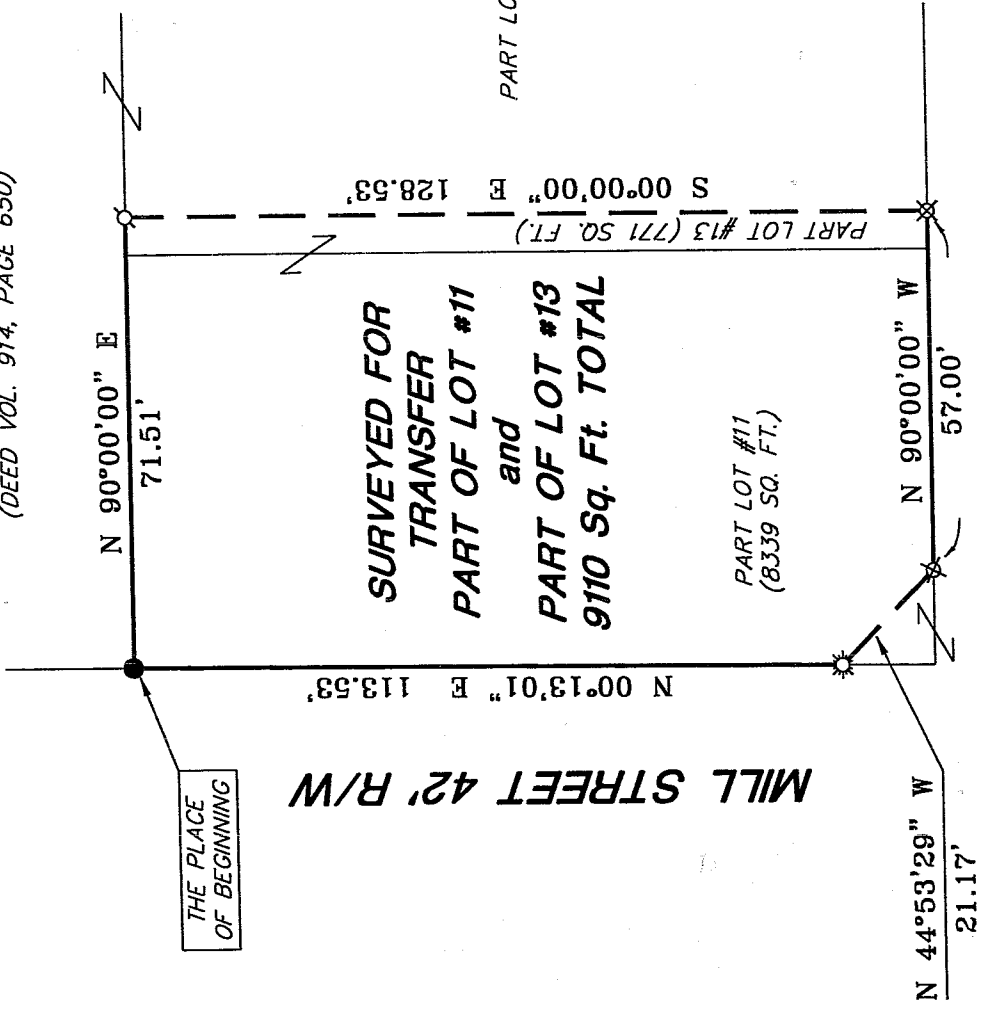 (DEED VOL. 914, PAGE 650)
N 90°00'00" E
71.51'
PART LO
S 00°00'00" E 128.53'
PART LOT #13 (771 SQ. FT.)
SURVEYED FOR
TRANSFER
PART OF LOT #11
and
PART OF LOT #13
9110 Sq. Ft. TOTAL
PART LOT #11
(8339 SQ. FT.)
N 90°00'00" W
57.00'
N 00°13'01" E 113.53'
THE PLACE
OF BEGINNING
MILL STREET 42' R/W
N 44°53'29" W
21.17'